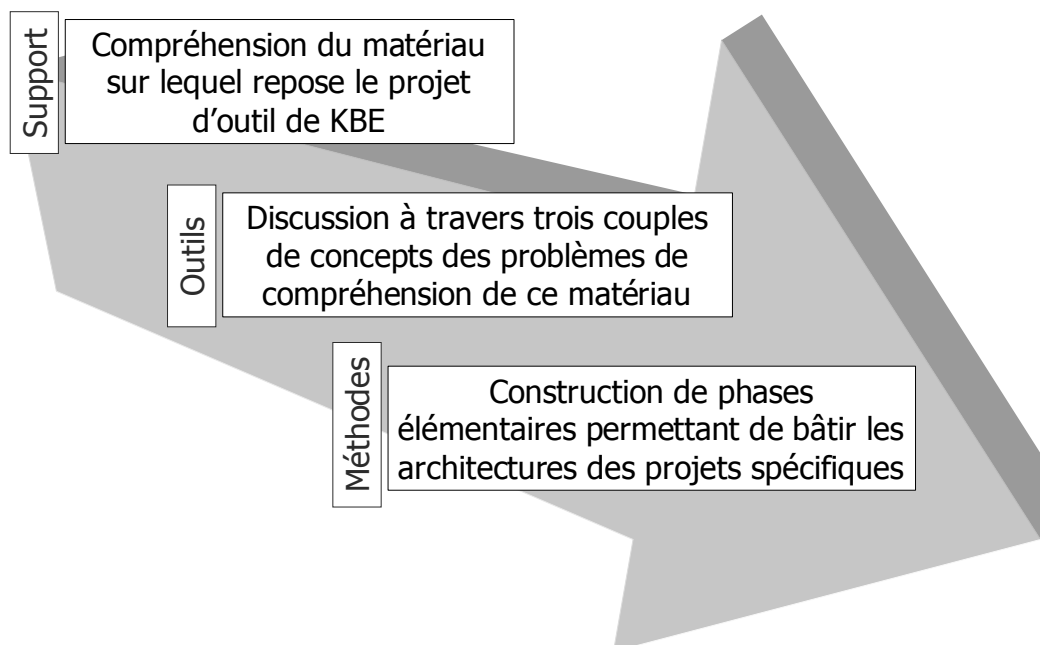 Support
Compréhension du matériau
sur lequel repose le projet
d’outil de KBE
Outils
Discussion à travers trois couples
de concepts des problèmes de
compréhension de ce matériau
Méthodes
Construction de phases
élémentaires permettant de bâtir les
architectures des projets spécifiques